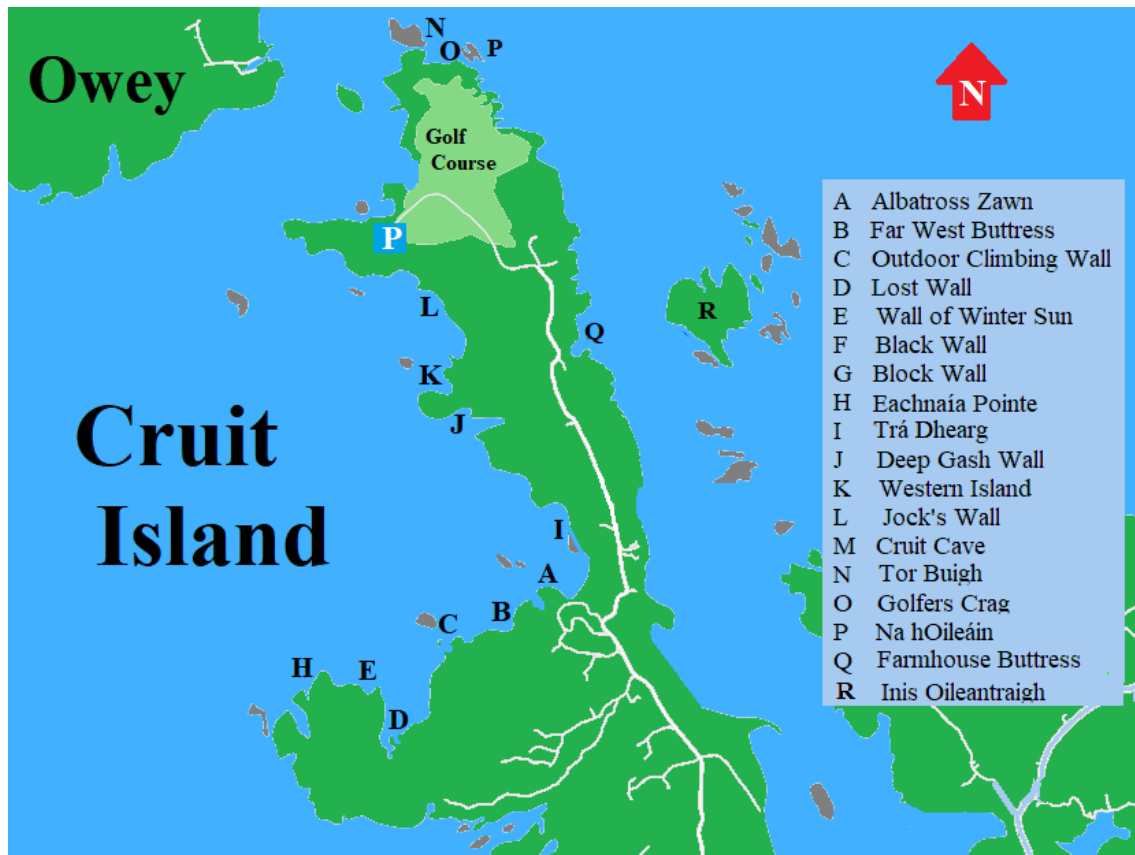 Owey
N
O
P
Golf
Course
N
P
L
R
Q
K
J
Cruit
Island
I
A
B
C
H
E
D
A Albatross Zawn
B Far West Buttress
C Outdoor Climbing Wall
D Lost Wall
E Wall of Winter Sun
F Black Wall
G Block Wall
H Eachnaía Pointe
I Trá Dhearg
J Deep Gash Wall
K Western Island
L Jock's Wall
M Cruit Cave
N Tor Buigh
O Golfers Crag
P Na hOileáin
Q Farmhouse Buttress
R Inis Oileantraigh